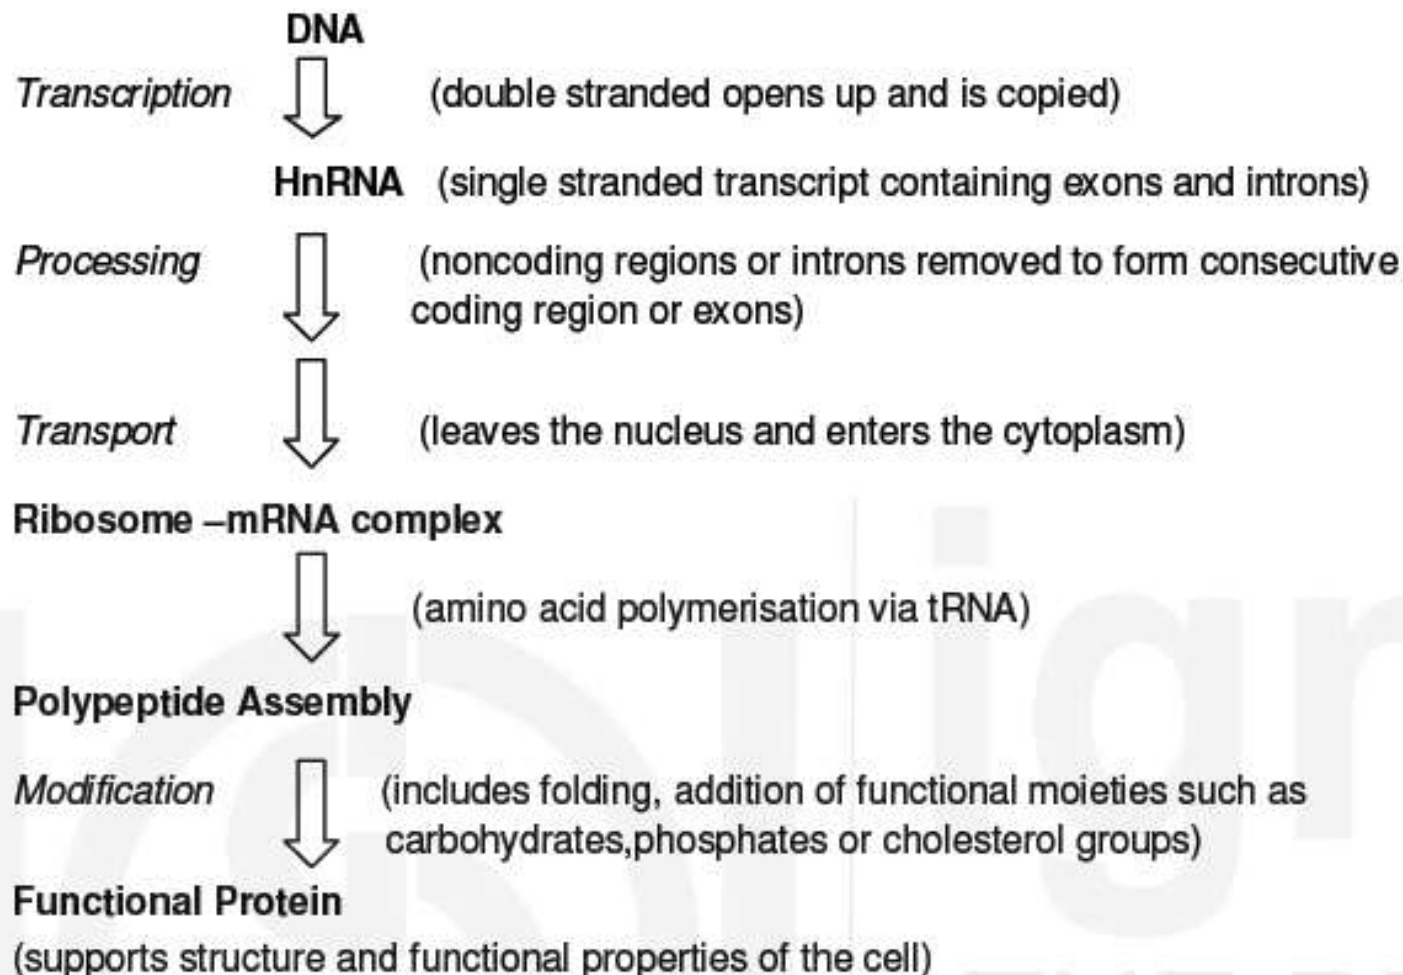 DNA
Transcription (double stranded opens up and is copied)
HnRNA (single stranded transcript containing exons and introns)
Processing (noncoding regions or introns removed to form consecutive
coding region or exons)
Transport (leaves the nucleus and enters the cytoplasm)
Ribosome –mRNA complex
(amino acid polymerisation via tRNA)
Polypeptide Assembly
Modification (includes folding, addition of functional moieties such as
carbohydrates,phosphates or cholesterol groups)
Functional Protein
(supports structure and functional properties of the cell)